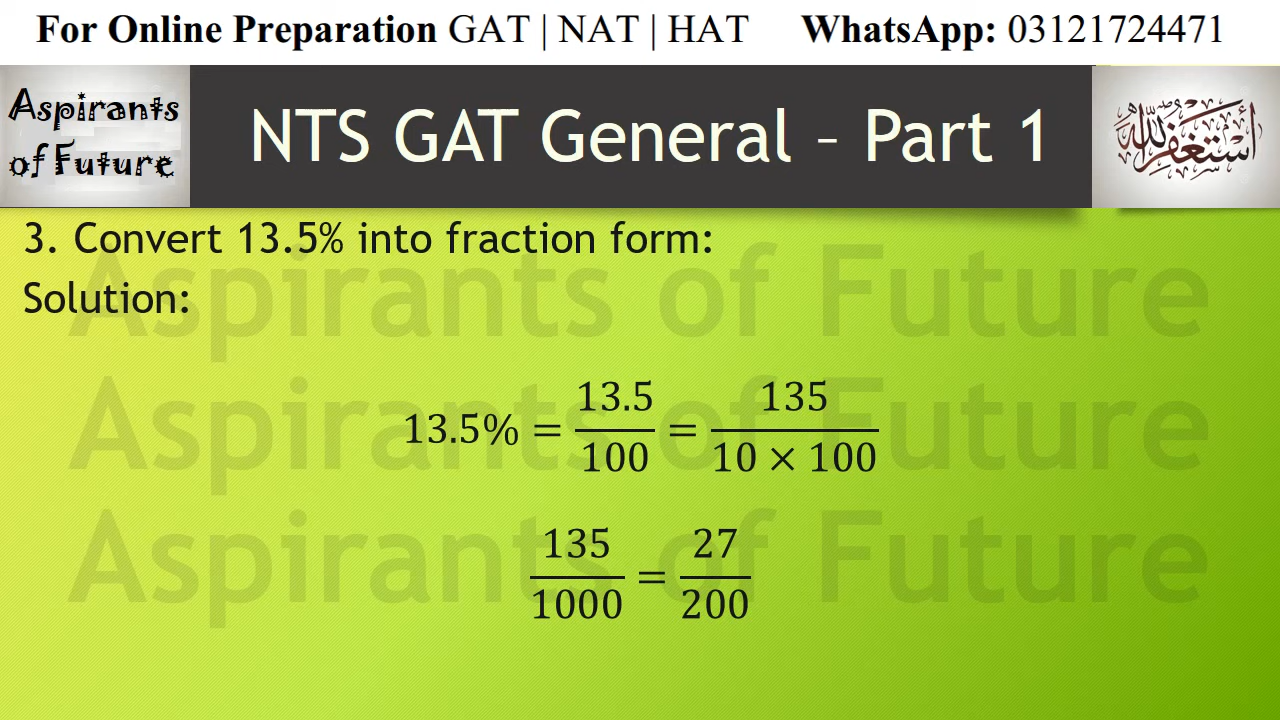 For Online Preparation GAT | NAT | HAT WhatsApp: 03121724471
Aspirants
of Future
NTS GAT General – Part 1
أستغفر الله
3. Convert 13.5% into fraction form:
Solution:
13.5% = 13.5/100 = 135/(10 × 100)
135/1000 = 27/200
Aspirants of Future
Aspirants of Future
Aspirants of Future